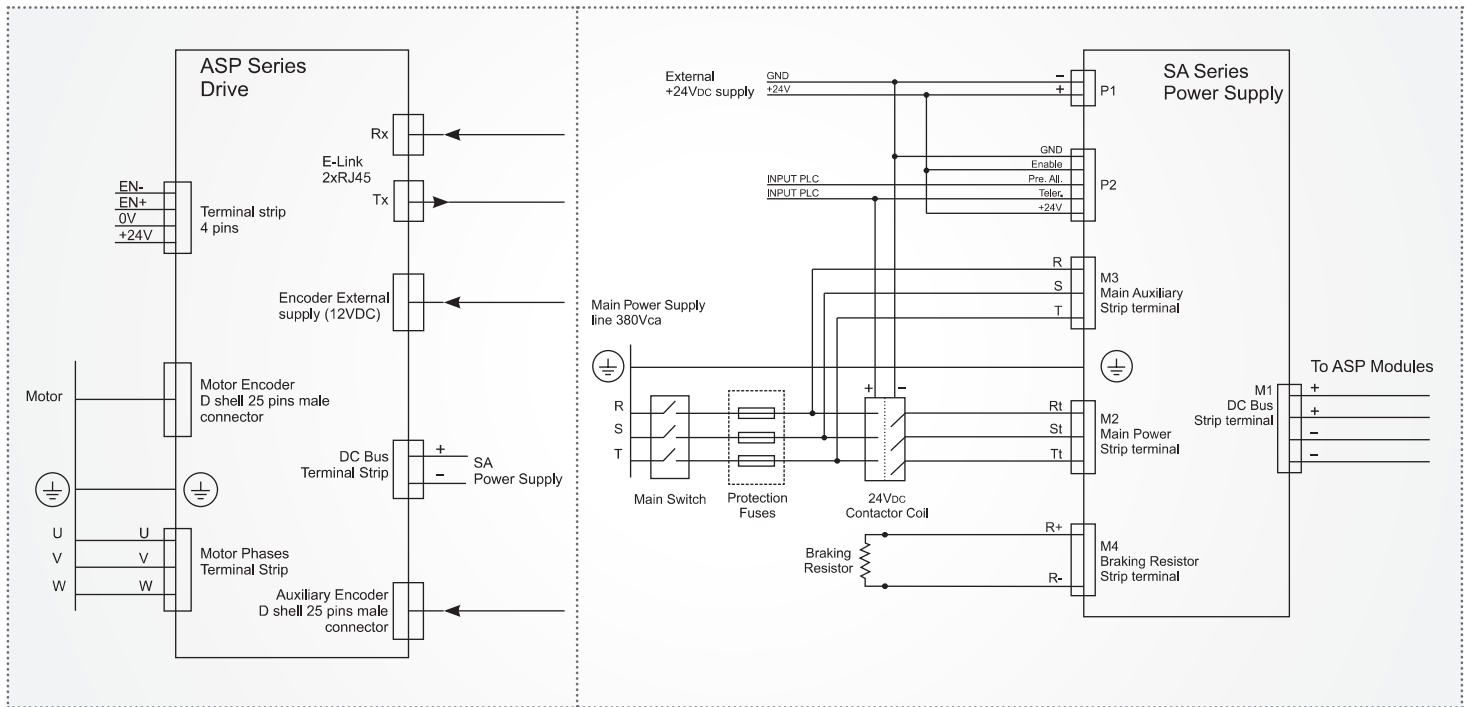 ASP Series
Drive
Rx
E-Link
2xRJ45
Tx
EN-
EN+
0V
+24V
Terminal strip
4 pins
Encoder External
supply (12VDC)
Motor
Motor Encoder
D shell 25 pins male
connector
DC Bus
Terminal Strip
+
-
SA
Power Supply
U
V
W
U
V
W
Motor Phases
Terminal Strip
Auxiliary Encoder
D shell 25 pins male
connector
External
+24VDC supply
GND
+24V
-
+
P1
SA Series
Power Supply
GND
Enable
INPUT PLC
Pre. All.
INPUT PLC
Teler.
+24V
P2
R
S
T
M3
Main Auxiliary
Strip terminal
Main Power Supply
line 380Vca
R
S
T
+
-
Rt
St
Tt
M2
Main Power
Strip terminal
Main Switch
Protection
Fuses
24VDC
Contactor Coil
To ASP Modules
M1
DC Bus
Strip terminal
+
+
-
-
Braking
Resistor
R+
R-
M4
Braking Resistor
Strip terminal